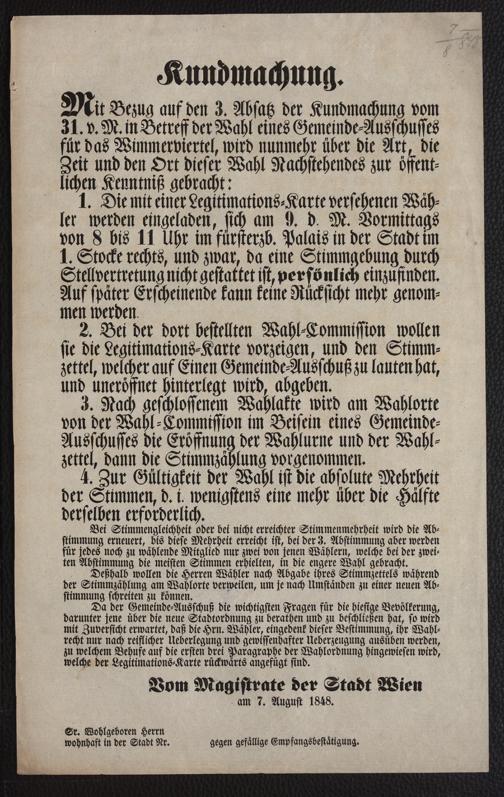 7/8
Kundmachung.
Mit Bezug auf den 3. Absatz der Kundmachung vom
31. v. M. in Betreff der Wahl eines Gemeinde-Ausschusses
für das Wimmerviertel, wird nunmehr über die Art, die
Zeit und den Ort dieser Wahl Nachstehendes zur öffent-
lichen Kenntniß gebracht:
1. Die mit einer Legitimations-Karte versehenen Wäh-
ler werden eingeladen, sich am 9. d. M. Vormittags
von 8 bis 11 Uhr im fürsterzb. Palais in der Stadt im
1. Stocke rechts, und zwar, da eine Stimmgebung durch
Stellvertretung nicht gestattet ist, persönlich einzufinden.
Auf später Erscheinende kann keine Rücksicht mehr genom-
men werden
2. Bei der dort bestellten Wahl-Commission wollen
sie die Legitimations-Karte vorzeigen, und den Stimm-
zettel, welcher auf Einen Gemeinde-Ausschuß zu lauten hat,
und uneröffnet hinterlegt wird, abgeben.
3. Nach geschlossenem Wahlakte wird am Wahlorte
von der Wahl-Commission im Beisein eines Gemeinde-
Ausschusses die Eröffnung der Wahlurne und der Wahl-
zettel, dann die Stimmzählung vorgenommen.
4. Zur Gültigkeit der Wahl ist die absolute Mehrheit
der Stimmen, d. i. wenigstens eine mehr über die Hälfte
derselben erforderlich.
Bei Stimmengleichheit oder bei nicht erreichter Stimmenmehrheit wird die Ab-
stimmung erneuert, bis diese Mehrheit erreicht ist, bei der 3. Abstimmung aber werden
für jedes noch zu wählende Mitglied nur zwei von jenen Wählern, welche bei der zwei-
ten Abstimmung die meisten Stimmen erhielten, in die engere Wahl gebracht.
Deßhalb wollen die Herren Wähler nach Abgabe ihres Stimmzettels während
der Stimmzählung am Wahlorte verweilen, um je nach Umständen zu einer neuen Ab-
stimmung schreiten zu können.
Da der Gemeinde-Ausschuß die wichtigsten Fragen für die hiesige Bevölkerung,
darunter jene über die neue Stadtordnung zu berathen und zu beschließen hat, so wird
mit Zuversicht erwartet, daß die Hrn. Wähler, eingedenk dieser Bestimmung, ihr Wahl-
recht nur nach reiflicher Ueberlegung und gewissenhafter Ueberzeugung ausüben werden,
zu welchem Behufe auf die ersten drei Paragraphe der Wahlordnung hingewiesen wird,
welche der Legitimations-Karte rückwärts angefügt sind.
Vom Magistrate der Stadt Wien
am 7. August 1848.
Sr. Wohlgeboren Herrn
wohnhaft in der Stadt Nr. gegen gefällige Empfangsbestätigung.